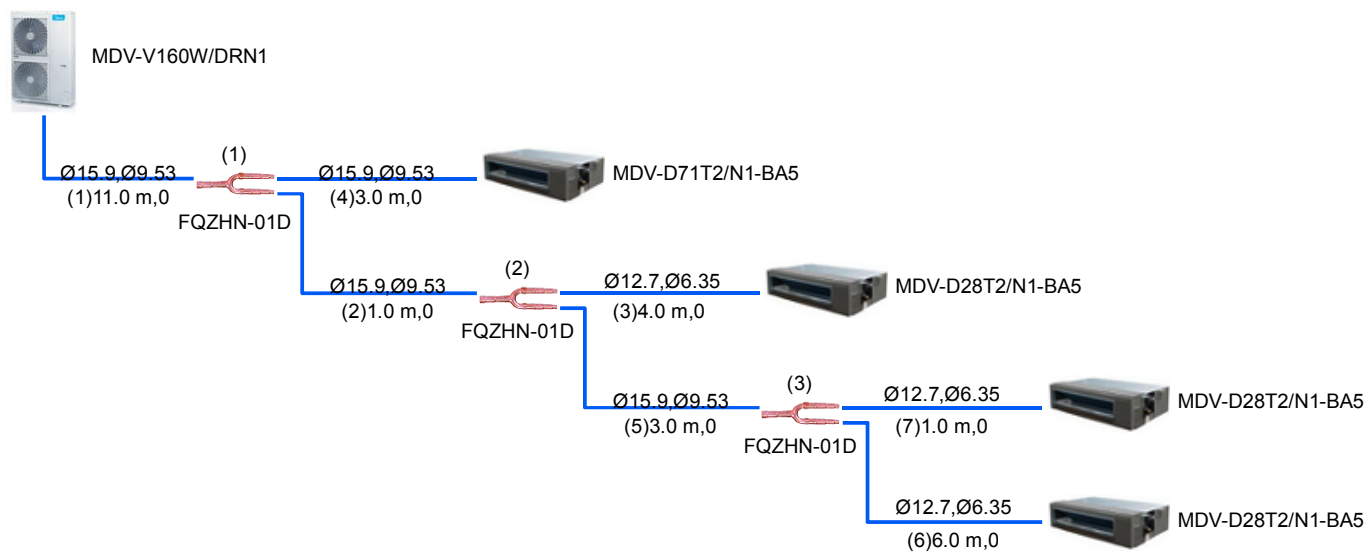 MDV-V160W/DRN1
(1)
Ø15.9,Ø9.53
(1)11.0 m,0
FQZHN-01D
Ø15.9,Ø9.53
(4)3.0 m,0
MDV-D71T2/N1-BA5
(2)
Ø15.9,Ø9.53
(2)1.0 m,0
FQZHN-01D
Ø12.7,Ø6.35
(3)4.0 m,0
MDV-D28T2/N1-BA5
(3)
Ø15.9,Ø9.53
(5)3.0 m,0
FQZHN-01D
Ø12.7,Ø6.35
(7)1.0 m,0
MDV-D28T2/N1-BA5
Ø12.7,Ø6.35
(6)6.0 m,0
MDV-D28T2/N1-BA5